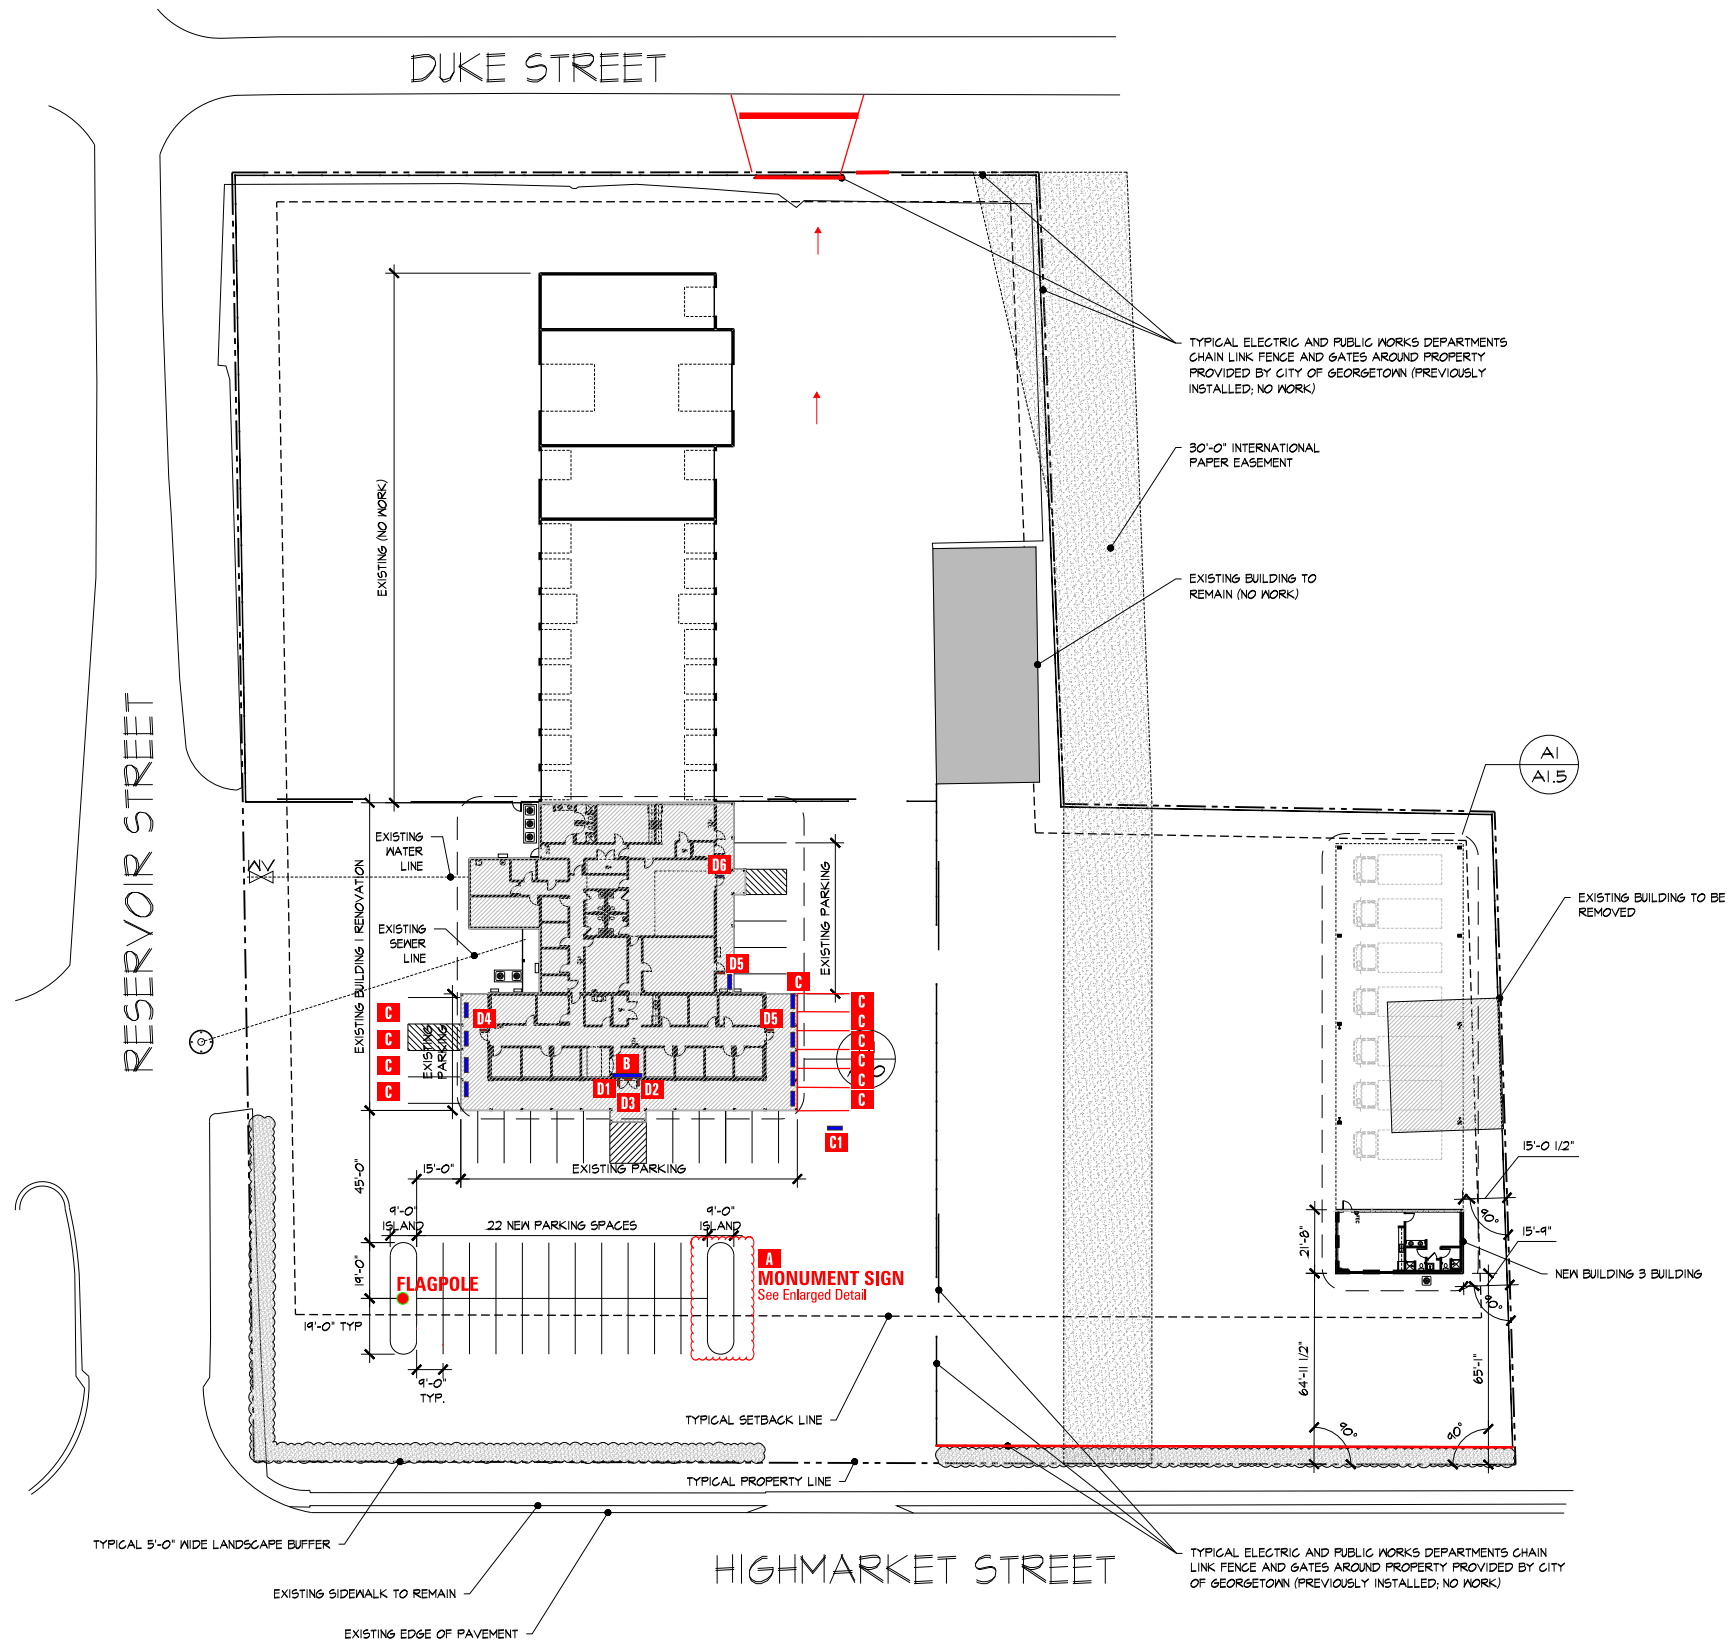 DUKE STREET
TYPICAL ELECTRIC AND PUBLIC WORKS DEPARTMENTS
CHAIN LINK FENCE AND GATES AROUND PROPERTY
PROVIDED BY CITY OF GEORGETOWN (PREVIOUSLY
INSTALLED; NO WORK)
30'-0" INTERNATIONAL
PAPER EASEMENT
EXISTING (NO WORK)
EXISTING BUILDING TO
REMAIN (NO WORK)
RESERVOIR STREET
A1
A1.5
EXISTING
WATER
LINE
WV
EXISTING BUILDING 1 RENOVATION
D6
EXISTING PARKING
EXISTING BUILDING TO BE
REMOVED
EXISTING
SEWER
LINE
D5
C
C
C
C
C
C
C
C
C
C
C
D4
D5
EXISTING
PARKING
B
D1
D2
D3
C1
15'-0 1/2"
45'-0"
15'-0"
EXISTING PARKING
9'-0"
ISLAND
22 NEW PARKING SPACES
9'-0"
ISLAND
90°
15'-9"
21'-8"
A
MONUMENT SIGN
See Enlarged Detail
FLAGPOLE
19'-0"
NEW BUILDING 3 BUILDING
90°
19'-0" TYP
9'-0"
TYP.
64'-11 1/2"
65'-1"
TYPICAL SETBACK LINE
90°
90°
TYPICAL PROPERTY LINE
TYPICAL 5'-0" WIDE LANDSCAPE BUFFER
HIGHMARKET STREET
TYPICAL ELECTRIC AND PUBLIC WORKS DEPARTMENTS CHAIN
LINK FENCE AND GATES AROUND PROPERTY PROVIDED BY CITY
OF GEORGETOWN (PREVIOUSLY INSTALLED; NO WORK)
EXISTING SIDEWALK TO REMAIN
EXISTING EDGE OF PAVEMENT